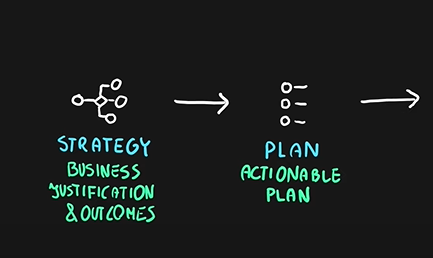 STRATEGY
BUSINESS
JUSTIFICATION
& OUTCOMES
PLAN
ACTIONABLE
PLAN